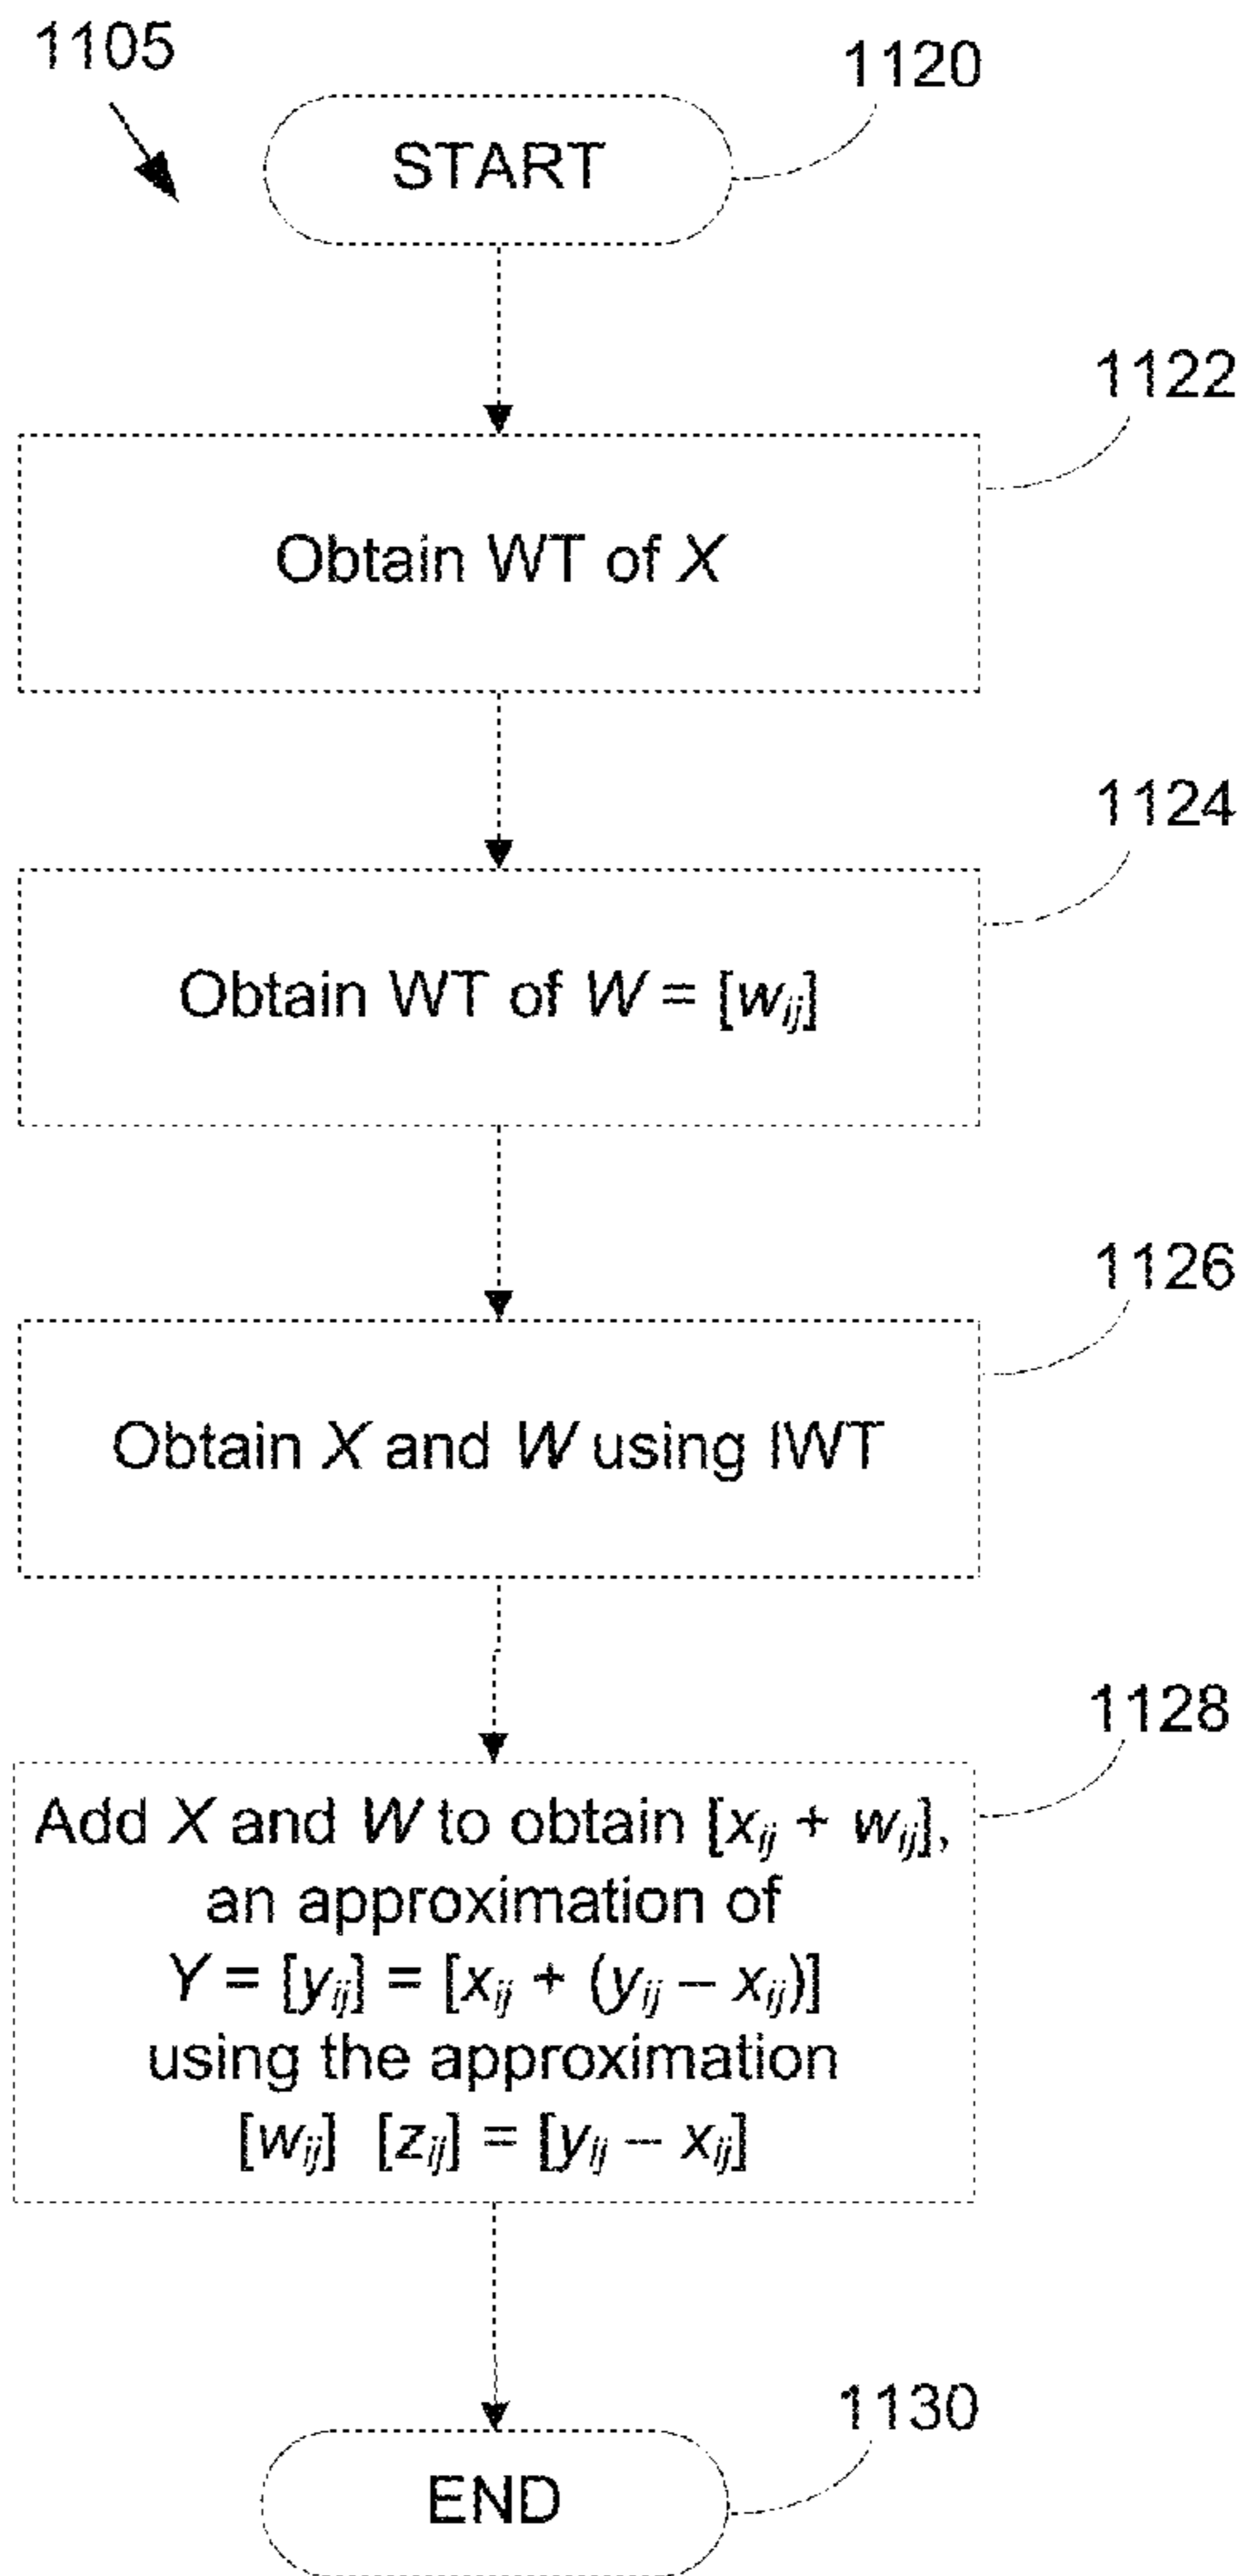 1105
1120
START
1122
Obtain WT of X
1124
Obtain WT of W = [wij]
1126
Obtain X and W using IWT
1128
Add X and W to obtain [xij + wij],
an approximation of
Y = [yij] = [xij + (yij – xij)]
using the approximation
[wij] [zij] = [yij – xij]
1130
END